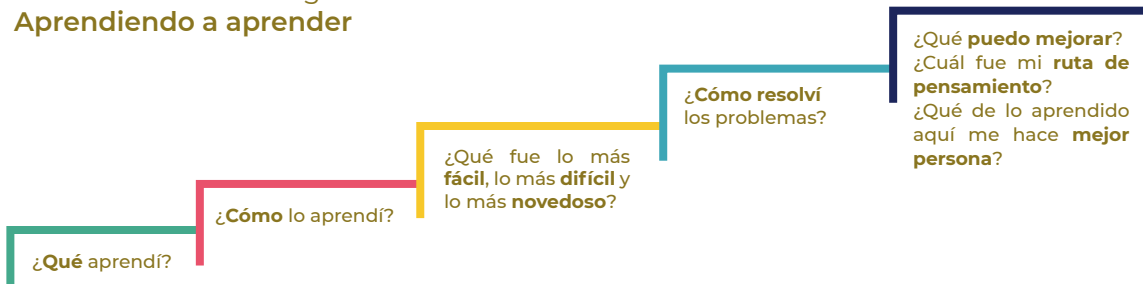 Aprendiendo a aprender
¿Qué aprendí?
¿Cómo lo aprendí?
¿Qué fue lo más
fácil, lo más difícil y
lo más novedoso?
¿Cómo resolví
los problemas?
¿Qué puedo mejorar?
¿Cuál fue mi ruta de
pensamiento?
¿Qué de lo aprendido
aquí me hace mejor
persona?